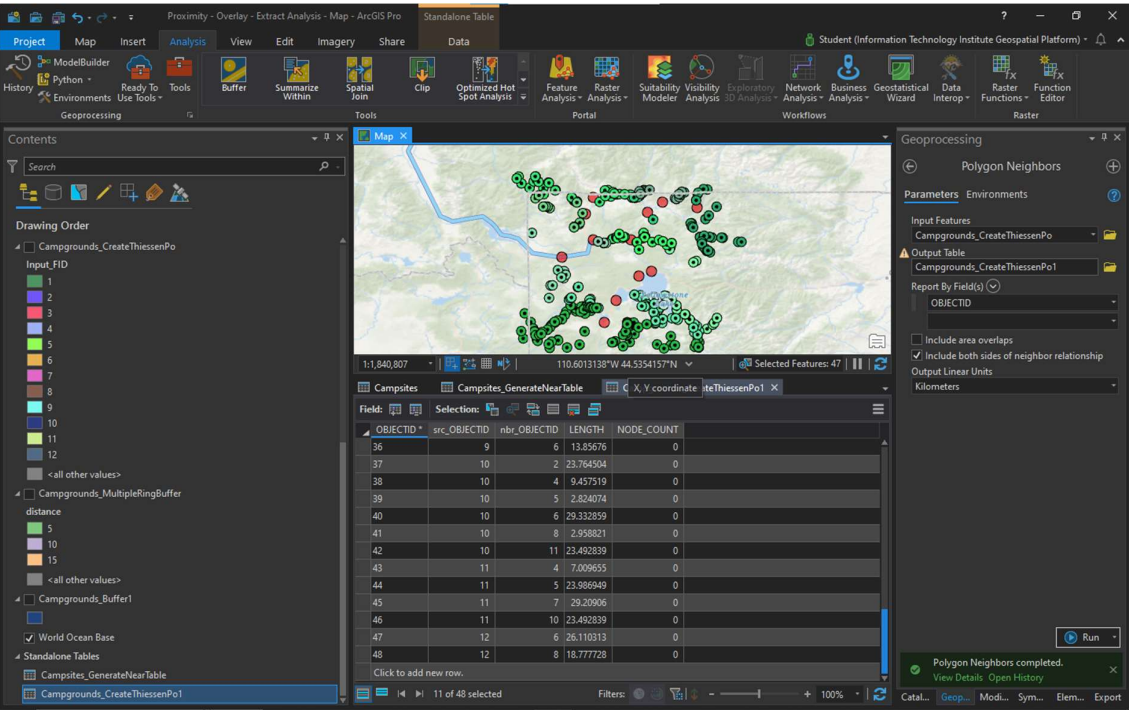 Proximity - Overlay - Extract Analysis - Map - ArcGIS Pro
Standalone Table
?
Project
Map
Insert
Analysis
View
Edit
Imagery
Share
Data
Student (Information Technology Institute Geospatial Platform)
History
ModelBuilder
Python
Environments
Ready To Use Tools
Tools
Geoprocessing
Buffer
Summarize Within
Spatial Join
Clip
Optimized Hot Spot Analysis
Tools
Feature Analysis
Raster Analysis
Portal
Suitability Modeler
Visibility Analysis
Exploratory 3D Analysis
Network Analysis
Business Analysis
Geostatistical Wizard
Data Interop
Workflows
Raster Functions
Function Editor
Raster
Contents
Search
Drawing Order
Campgrounds_CreateThiessenPo
Input_FID
1
2
3
4
5
6
7
8
9
10
11
12
<all other values>
Campgrounds_MultipleRingBuffer
distance
5
10
15
<all other values>
Campgrounds_Buffer1
World Ocean Base
Standalone Tables
Campsites_GenerateNearTable
Campgrounds_CreateThiessenPo1
Map
1:1,840,807
110.6013138°W 44.5354157°N
Selected Features: 47
Campsites
Campsites_GenerateNearTable
X, Y coordinate
teThiessenPo1
Field:
Selection:
OBJECTID * src_OBJECTID nbr_OBJECTID LENGTH NODE_COUNT
36 9 6 13.85676 0
37 10 2 23.764504 0
38 10 4 9.457519 0
39 10 5 2.824074 0
40 10 6 29.332859 0
41 10 8 2.958821 0
42 10 11 23.492839 0
43 11 4 7.009655 0
44 11 5 23.986949 0
45 11 7 29.20906 0
46 11 10 23.492839 0
47 12 6 26.110313 0
48 12 8 18.777728 0
Click to add new row.
11 of 48 selected
Filters:
100%
Geoprocessing
Polygon Neighbors
Parameters Environments
Input Features
Campgrounds_CreateThiessenPo
Output Table
Campgrounds_CreateThiessenPo1
Report By Field(s)
OBJECTID
Include area overlaps
Include both sides of neighbor relationship
Output Linear Units
Kilometers
Run
Polygon Neighbors completed.
View Details Open History
Catal... Geop... Modi... Sym... Elem... Export